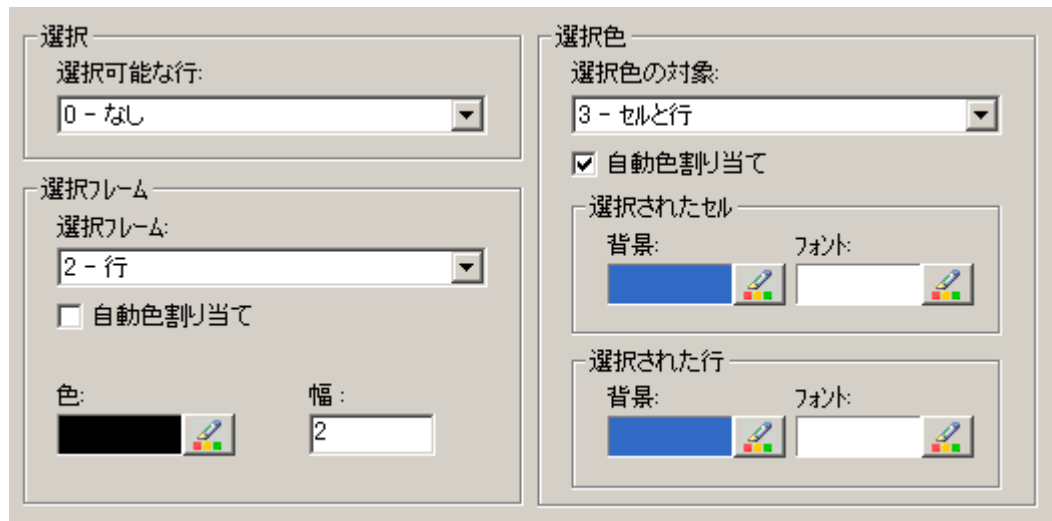 選択
選択可能な行:
0 - なし
選択フレーム
選択フレーム:
2 - 行
自動色割り当て
色:
幅 :
2
選択色
選択色の対象:
3 - セルと行
自動色割り当て
選択されたセル
背景:
フォント:
選択された行
背景:
フォント: